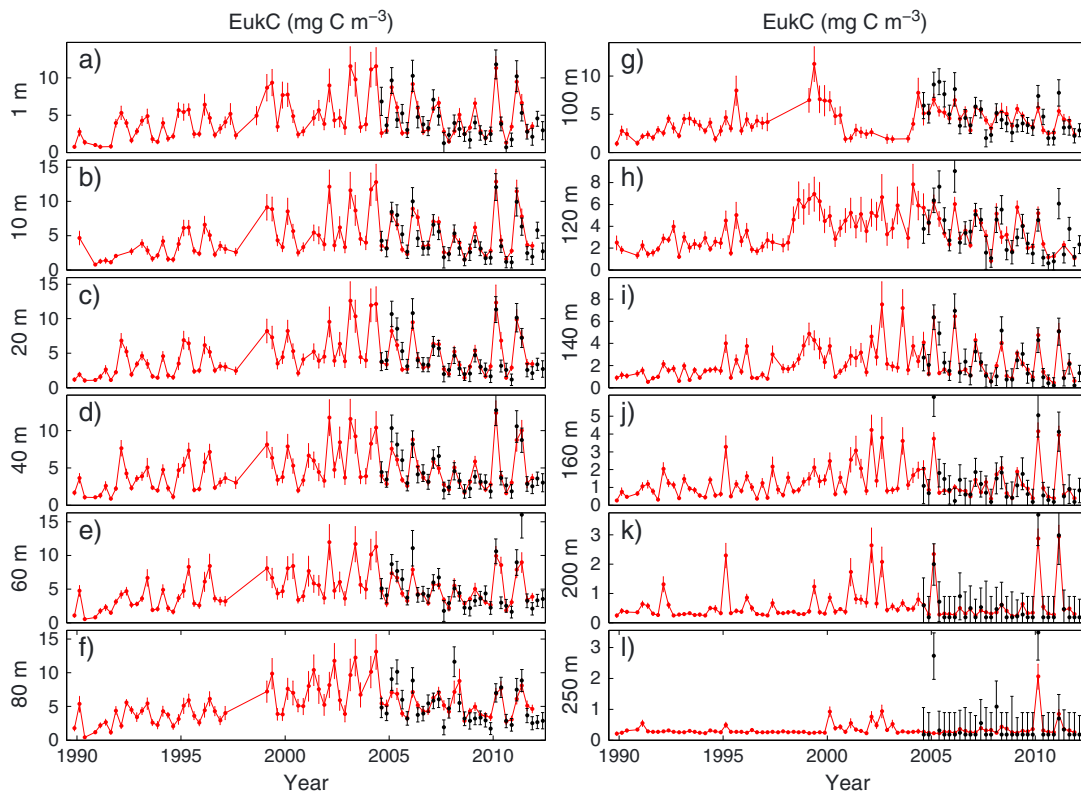 EukC (mg C m⁻³)
a)
1 m
0
5
10
b)
10 m
0
5
10
15
c)
20 m
0
5
10
15
d)
40 m
0
5
10
15
e)
60 m
0
5
10
15
f)
80 m
0
5
10
15
1990
1995
2000
2005
2010
Year
EukC (mg C m⁻³)
g)
100 m
0
5
10
h)
120 m
0
2
4
6
8
i)
140 m
0
2
4
6
8
j)
160 m
0
1
2
3
4
5
6
k)
200 m
0
1
2
3
l)
250 m
0
1
2
3
1990
1995
2000
2005
2010
Year